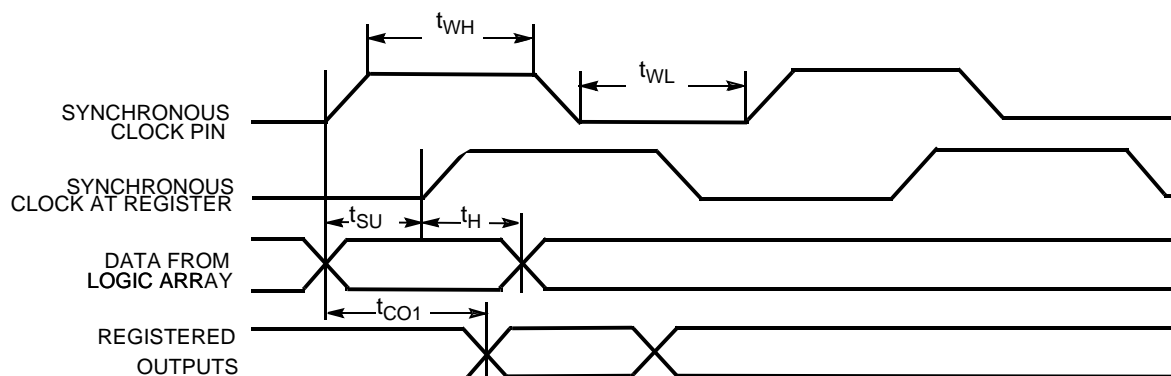 tWH
tWL
SYNCHRONOUS
CLOCK PIN
SYNCHRONOUS
CLOCK AT REGISTER
tSU
tH
DATA FROM
LOGIC ARRAY
tCO1
REGISTERED
OUTPUTS